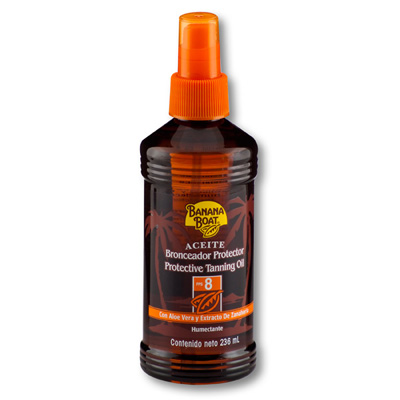 BANANA
BOAT
ACEITE
Bronceador Protector
Protective Tanning Oil
FPS 8
Con Aloe Vera y Extracto De Zanahoria
Humectante
Contenido neto 236 mL